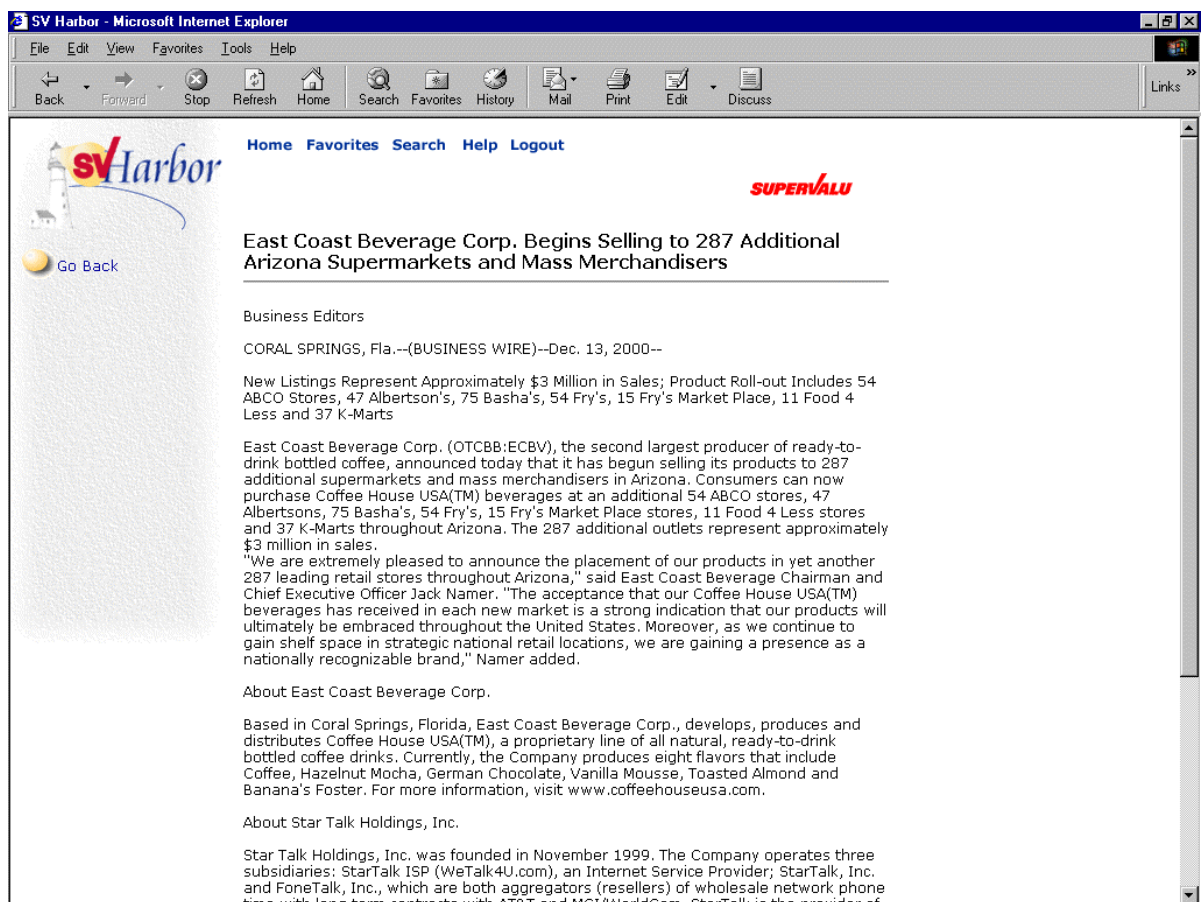 SV Harbor - Microsoft Internet Explorer
File Edit View Favorites Tools Help
Back Forward Stop Refresh Home Search Favorites History Mail Print Edit Discuss Links »
SV Harbor
Home Favorites Search Help Logout
SUPERVALU
Go Back
East Coast Beverage Corp. Begins Selling to 287 Additional
Arizona Supermarkets and Mass Merchandisers
Business Editors
CORAL SPRINGS, Fla.--(BUSINESS WIRE)--Dec. 13, 2000--
New Listings Represent Approximately $3 Million in Sales; Product Roll-out Includes 54
ABCO Stores, 47 Albertson's, 75 Basha's, 54 Fry's, 15 Fry's Market Place, 11 Food 4
Less and 37 K-Marts
East Coast Beverage Corp. (OTCBB:ECBV), the second largest producer of ready-to-
drink bottled coffee, announced today that it has begun selling its products to 287
additional supermarkets and mass merchandisers in Arizona. Consumers can now
purchase Coffee House USA(TM) beverages at an additional 54 ABCO stores, 47
Albertsons, 75 Basha's, 54 Fry's, 15 Fry's Market Place stores, 11 Food 4 Less stores
and 37 K-Marts throughout Arizona. The 287 additional outlets represent approximately
$3 million in sales.
"We are extremely pleased to announce the placement of our products in yet another
287 leading retail stores throughout Arizona," said East Coast Beverage Chairman and
Chief Executive Officer Jack Namer. "The acceptance that our Coffee House USA(TM)
beverages has received in each new market is a strong indication that our products will
ultimately be embraced throughout the United States. Moreover, as we continue to
gain shelf space in strategic national retail locations, we are gaining a presence as a
nationally recognizable brand," Namer added.
About East Coast Beverage Corp.
Based in Coral Springs, Florida, East Coast Beverage Corp., develops, produces and
distributes Coffee House USA(TM), a proprietary line of all natural, ready-to-drink
bottled coffee drinks. Currently, the Company produces eight flavors that include
Coffee, Hazelnut Mocha, German Chocolate, Vanilla Mousse, Toasted Almond and
Banana's Foster. For more information, visit www.coffeehouseusa.com.
About Star Talk Holdings, Inc.
Star Talk Holdings, Inc. was founded in November 1999. The Company operates three
subsidiaries: StarTalk ISP (WeTalk4U.com), an Internet Service Provider; StarTalk, Inc.
and FoneTalk, Inc., which are both aggregators (resellers) of wholesale network phone
time with long term contracts with AT&T and MCI/WorldCom. StarTalk is the provider of